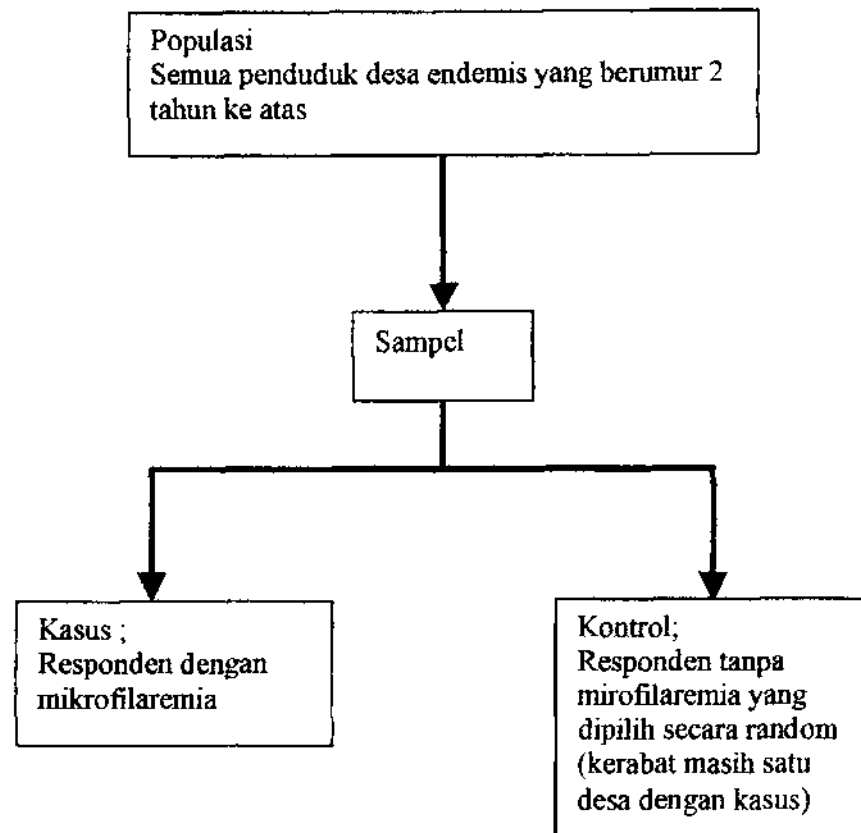 Populasi
Semua penduduk desa endemis yang berumur 2
tahun ke atas
Sampel
Kasus ;
Responden dengan
mikrofilaremia
Kontrol;
Responden tanpa
mirofilaremia yang
dipilih secara random
(kerabat masih satu
desa dengan kasus)